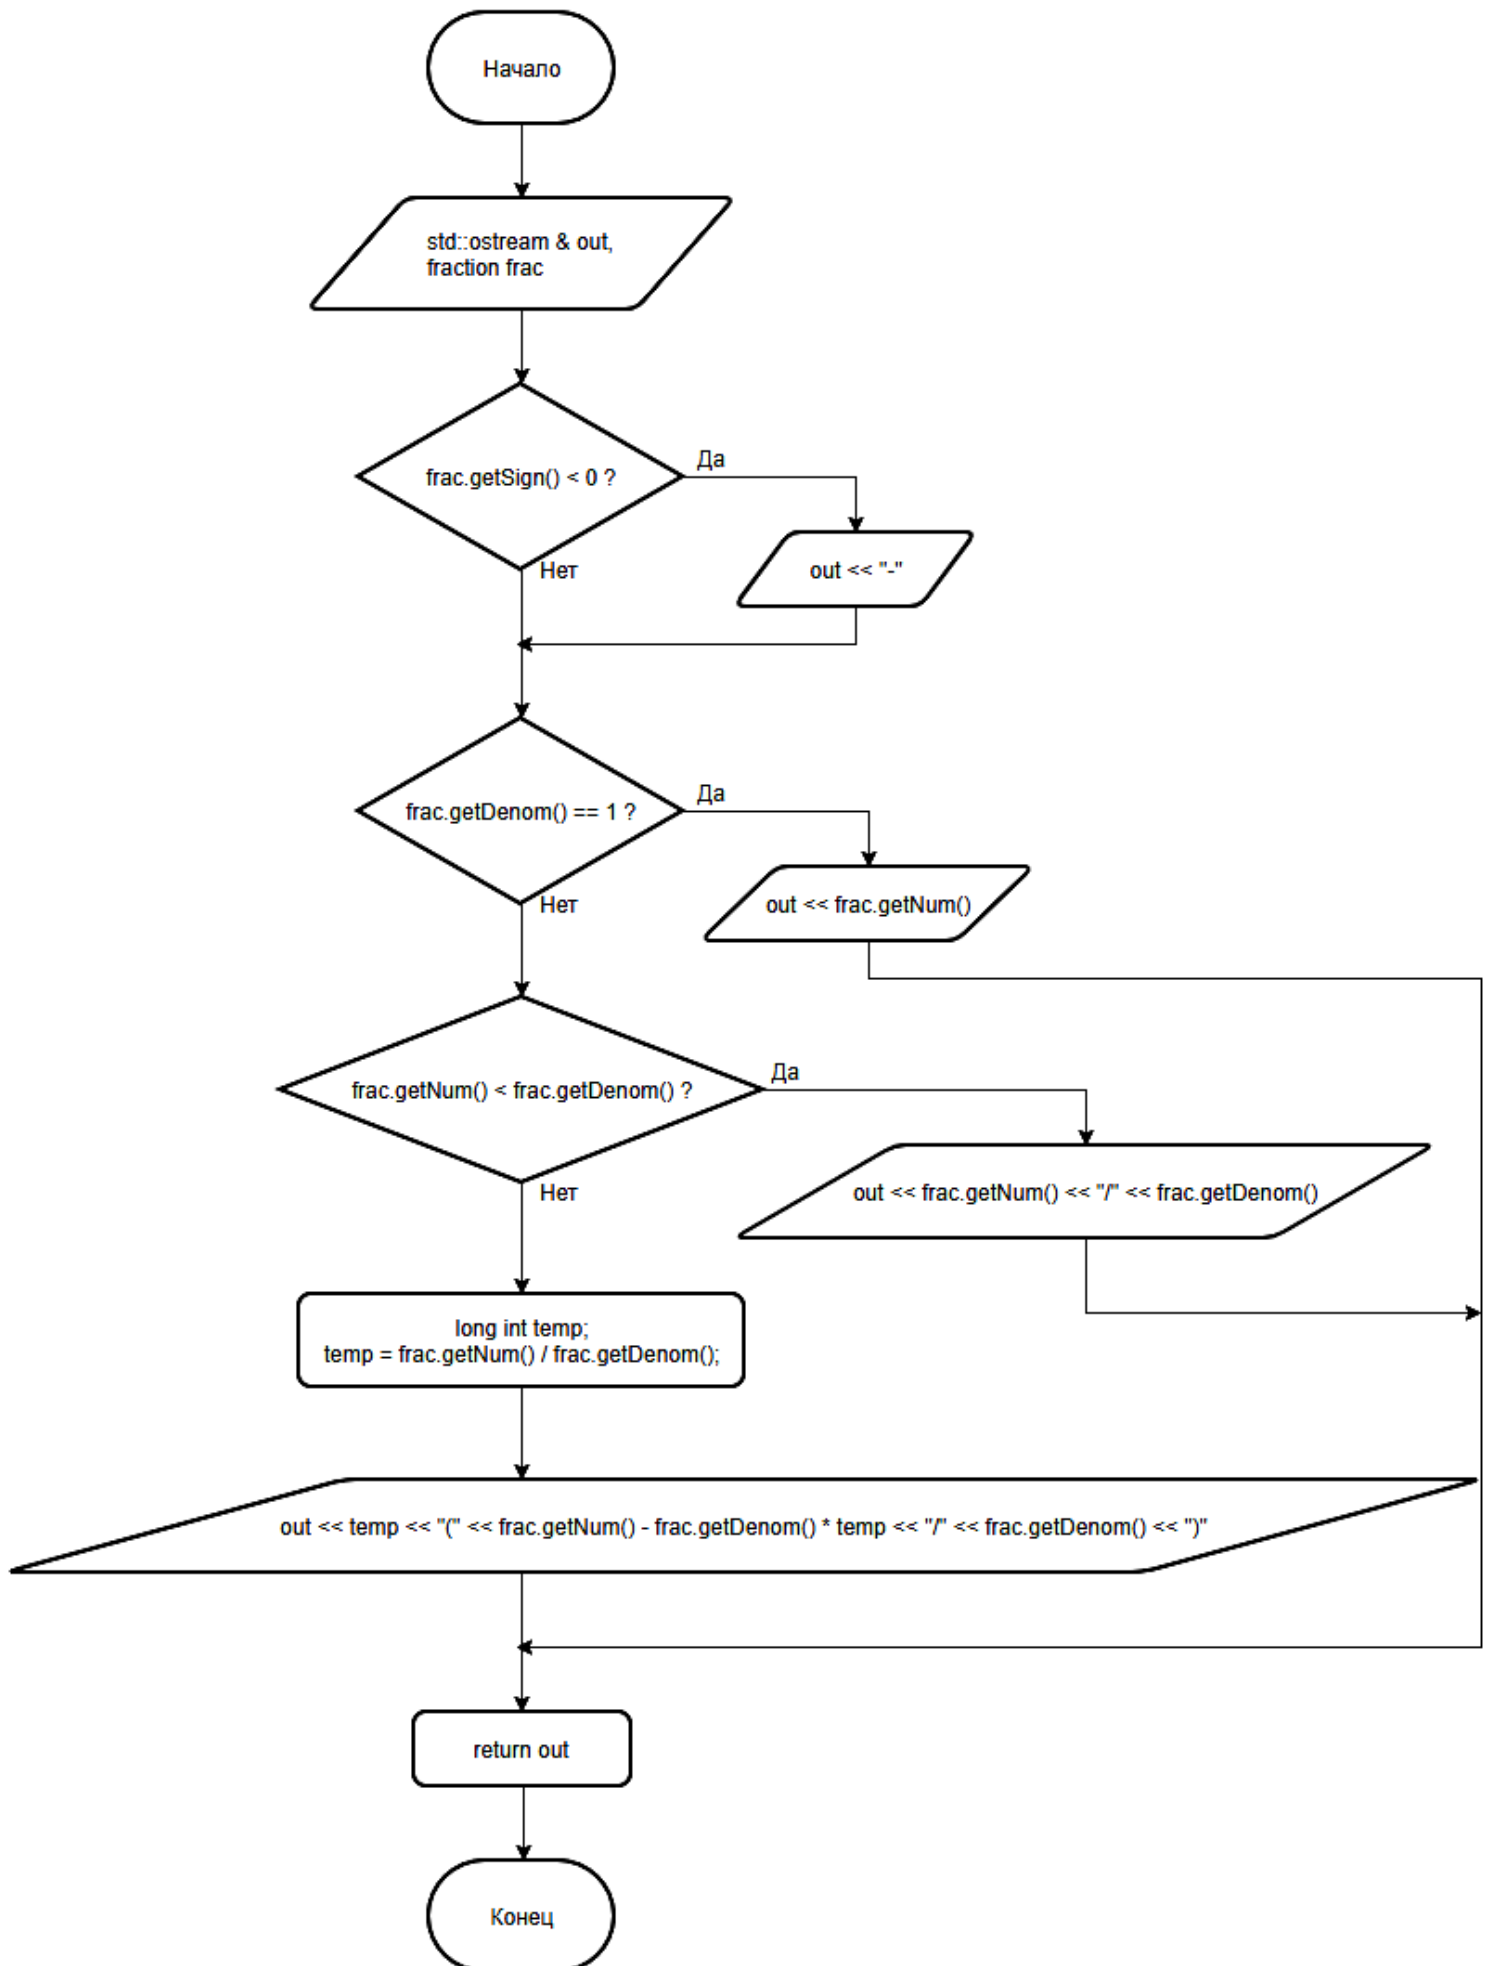 Начало
std::ostream & out,
fraction frac
frac.getSign() < 0 ?
Да
out << "-"
Нет
frac.getDenom() == 1 ?
Да
out << frac.getNum()
Нет
frac.getNum() < frac.getDenom() ?
Да
out << frac.getNum() << "/" << frac.getDenom()
Нет
long int temp;
temp = frac.getNum() / frac.getDenom();
out << temp << "(" << frac.getNum() - frac.getDenom() * temp << "/" << frac.getDenom() << ")"
return out
Конец